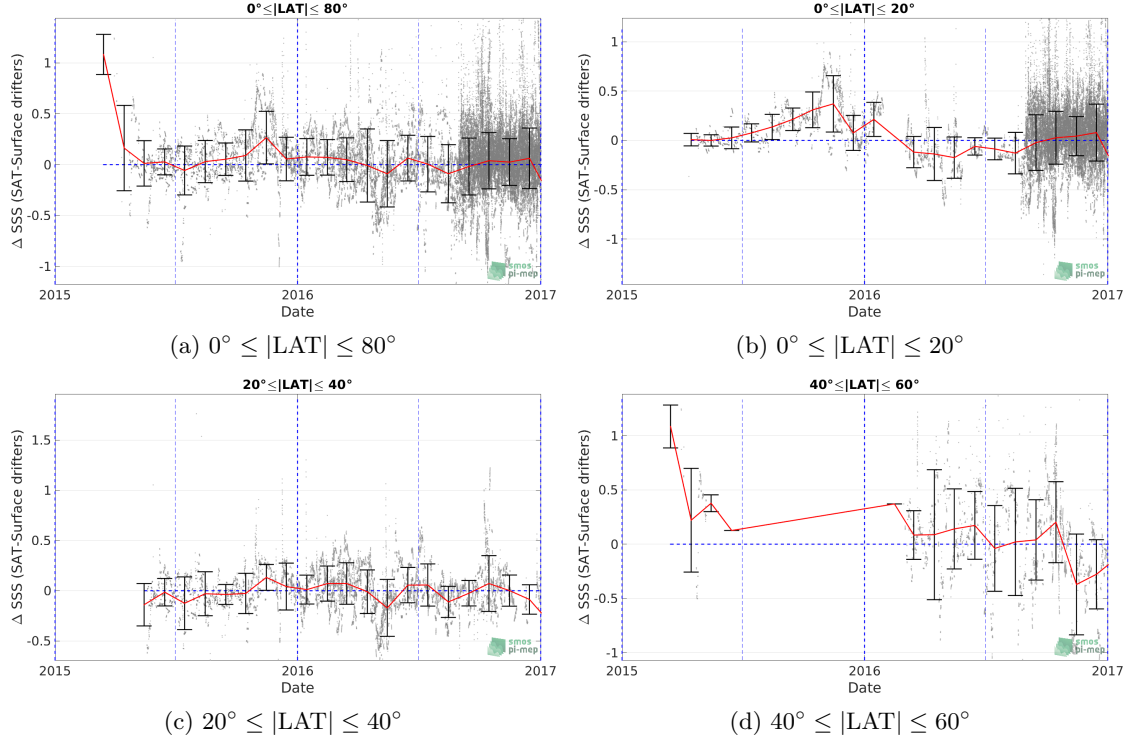 0°≤|LAT|≤ 80°
Δ SSS (SAT-Surface drifters)
1
0.5
0
-0.5
-1
smos
pi-mep
2015
2016
2017
Date
(a) 0° ≤ |LAT| ≤ 80°
0°≤|LAT|≤ 20°
Δ SSS (SAT-Surface drifters)
1
0.5
0
-0.5
-1
smos
pi-mep
2015
2016
2017
Date
(b) 0° ≤ |LAT| ≤ 20°
20°≤|LAT|≤ 40°
Δ SSS (SAT-Surface drifters)
1.5
1
0.5
0
-0.5
smos
pi-mep
2015
2016
2017
Date
(c) 20° ≤ |LAT| ≤ 40°
40°≤|LAT|≤ 60°
Δ SSS (SAT-Surface drifters)
1
0.5
0
-0.5
-1
smos
pi-mep
2015
2016
2017
Date
(d) 40° ≤ |LAT| ≤ 60°